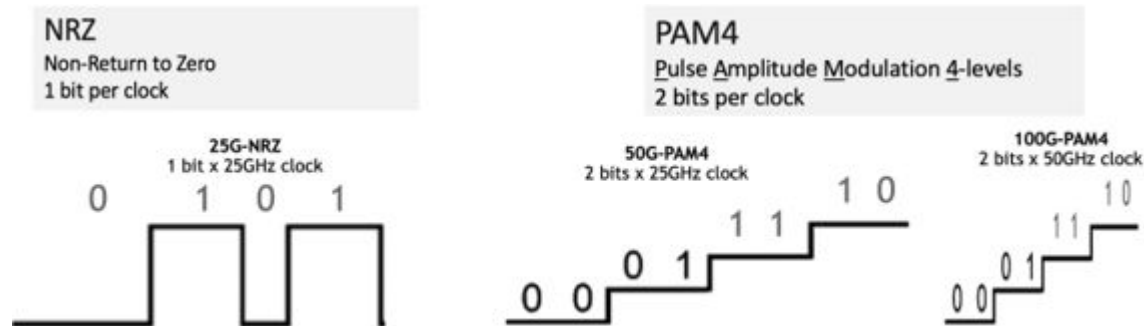 NRZ
Non-Return to Zero
1 bit per clock
25G-NRZ
1 bit x 25GHz clock
0 1 0 1
PAM4
Pulse Amplitude Modulation 4-levels
2 bits per clock
50G-PAM4
2 bits x 25GHz clock
1 0
1 1
0 1
0 0
100G-PAM4
2 bits x 50GHz clock
1 0
1 1
0 1
0 0